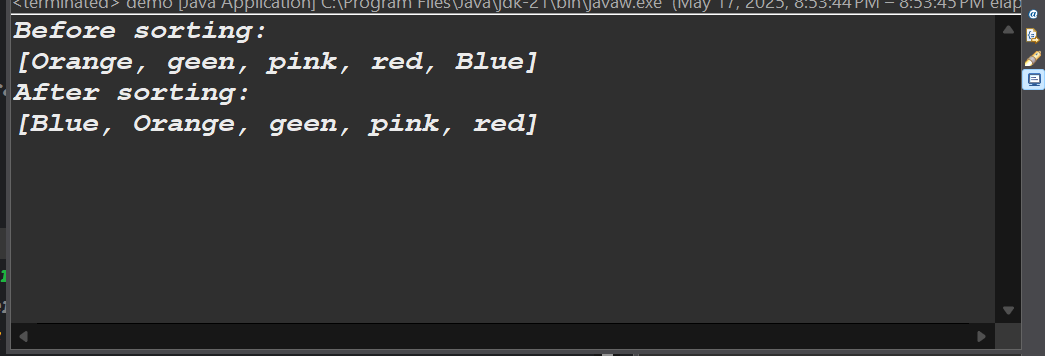 <terminated> demo [Java Application] C:\Program Files\Java\jdk-21\bin\javaw.exe (May 17, 2025, 8:53:44 PM – 8:53:45 PM elap
Before sorting:
[Orange, geen, pink, red, Blue]
After sorting:
[Blue, Orange, geen, pink, red]